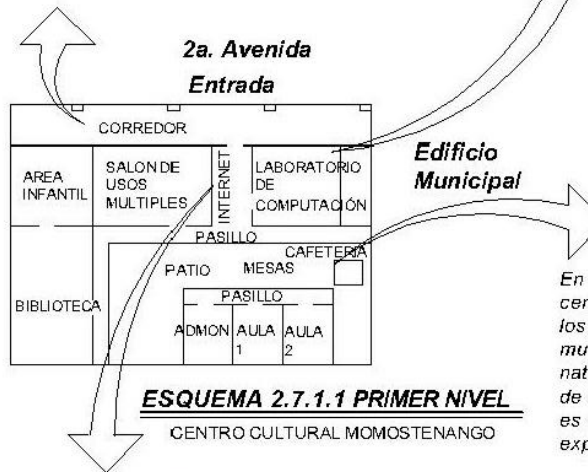 2a. Avenida
Entrada
CORREDOR
AREA
INFANTIL
SALON DE
USOS
MULTIPLES
INTERNET
LABORATORIO
DE
COMPUTACIÓN
Edificio
Municipal
PASILLO
CAFETERIA
PATIO
MESAS
BIBLIOTECA
PASILLO
ADMON
AULA
1
AULA
2
ESQUEMA 2.7.1.1 PRIMER NIVEL
CENTRO CULTURAL MOMOSTENANGO
En
cen
los
mu
nat
de
es
exp